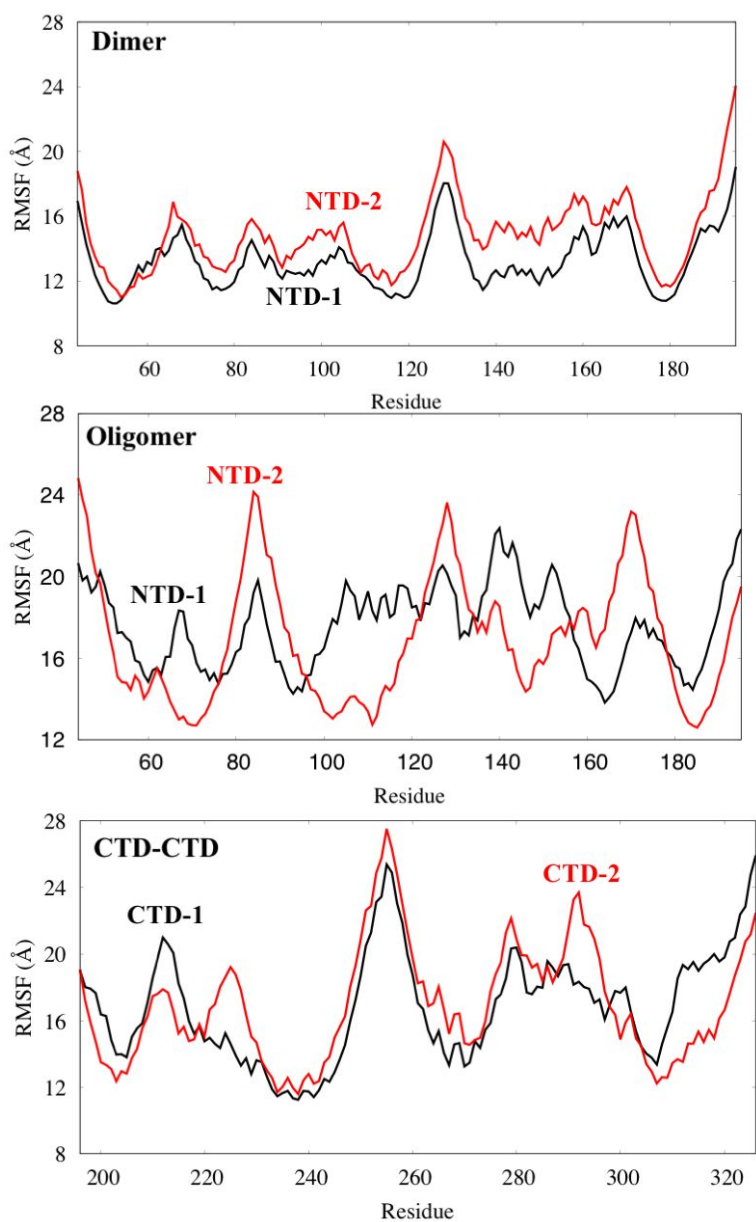 28
Dimer
24
20
16
12
8
RMSF (Å)
NTD-2
NTD-1
60 80 100 120 140 160 180
Residue
28
Oligomer
24
20
16
12
RMSF (Å)
NTD-2
NTD-1
60 80 100 120 140 160 180
Residue
28
CTD-CTD
24
20
16
12
8
RMSF (Å)
CTD-2
CTD-1
200 220 240 260 280 300 320
Residue